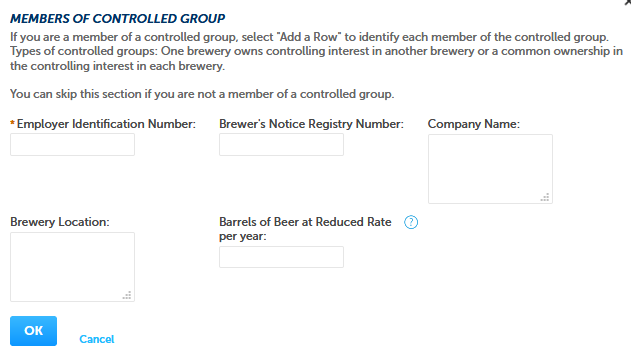 MEMBERS OF CONTROLLED GROUP
If you are a member of a controlled group, select "Add a Row" to identify each member of the controlled group.
Types of controlled groups: One brewery owns controlling interest in another brewery or a common ownership in
the controlling interest in each brewery.
You can skip this section if you are not a member of a controlled group.
* Employer Identification Number: Brewer's Notice Registry Number: Company Name:
Brewery Location: Barrels of Beer at Reduced Rate ?
per year:
OK Cancel